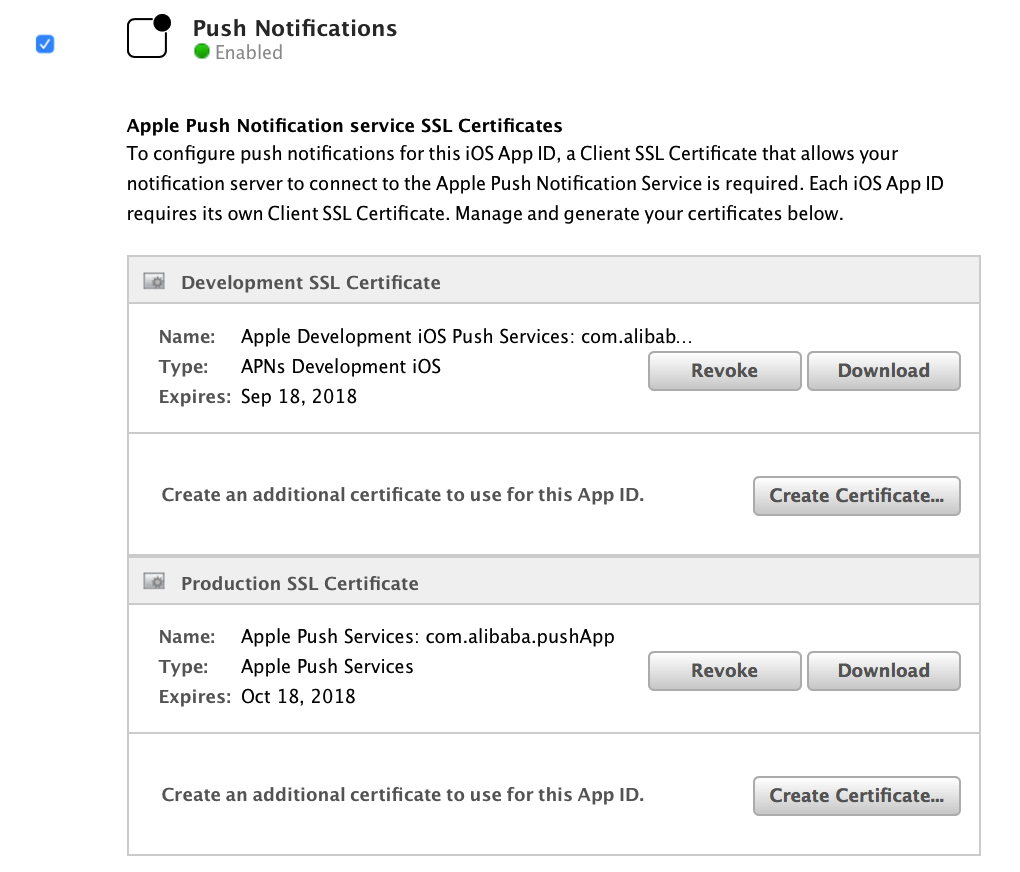 Push Notifications
Enabled
Apple Push Notification service SSL Certificates
To configure push notifications for this iOS App ID, a Client SSL Certificate that allows your
notification server to connect to the Apple Push Notification Service is required. Each iOS App ID
requires its own Client SSL Certificate. Manage and generate your certificates below.
Development SSL Certificate
Name: Apple Development iOS Push Services: com.alibab...
Type: APNs Development iOS
Revoke Download
Expires: Sep 18, 2018
Create an additional certificate to use for this App ID. Create Certificate...
Production SSL Certificate
Name: Apple Push Services: com.alibaba.pushApp
Type: Apple Push Services
Revoke Download
Expires: Oct 18, 2018
Create an additional certificate to use for this App ID. Create Certificate...